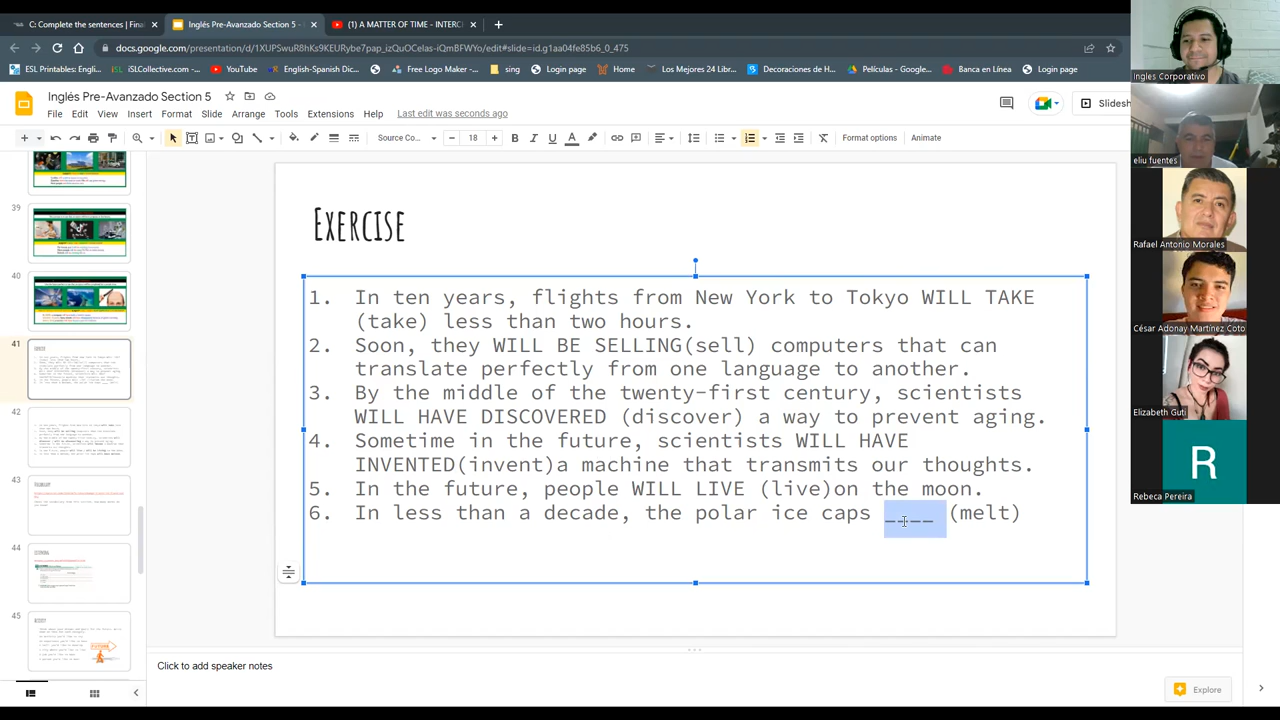 C: Complete the sentences | Final
Inglés Pre-Avanzado Section 5 -
(1) A MATTER OF TIME - INTERC
docs.google.com/presentation/d/1XUPSwuR8hKs9KEURybe7pap_izQuOCelas-iQmBFWYo/edit#slide=id.g1aa04fe85b6_0_475
ESL Printables: Engli...
iSLCollective.com -...
YouTube
English-Spanish Dic...
Login page
Free Logo Maker -...
sing
Login page
Home
Los Mejores 24 Libr...
Decoraciones de H...
Películas - Google...
Banca en Línea
Login page
Inglés Pre-Avanzado Section 5
File Edit View Insert Format Slide Arrange Tools Extensions Help Last edit was seconds ago
Slidesh
Source Co...
18
Format options
Animate
39
40
41
42
43
44
45
Exercise
1. In ten years, flights from New York to Tokyo WILL TAKE
(take) less than two hours.
2. Soon, they WILL BE SELLING(sell) computers that can
translate perfectly from one language to another.
3. By the middle of the twenty-first century, scientists
WILL HAVE DISCOVERED (discover) a way to prevent aging.
4. Sometime in the future, scientists WILL HAVE
INVENTED(invent)a machine that transmits our thoughts.
5. In the future, people WILL LIVE (live)on the moon.
6. In less than a decade, the polar ice caps ____ (melt)
Click to add speaker notes
Explore
Ingles Corporativo
eliu fuentes
Rafael Antonio Morales
César Adonay Martínez Coto
Elizabeth Guti
R
Rebeca Pereira